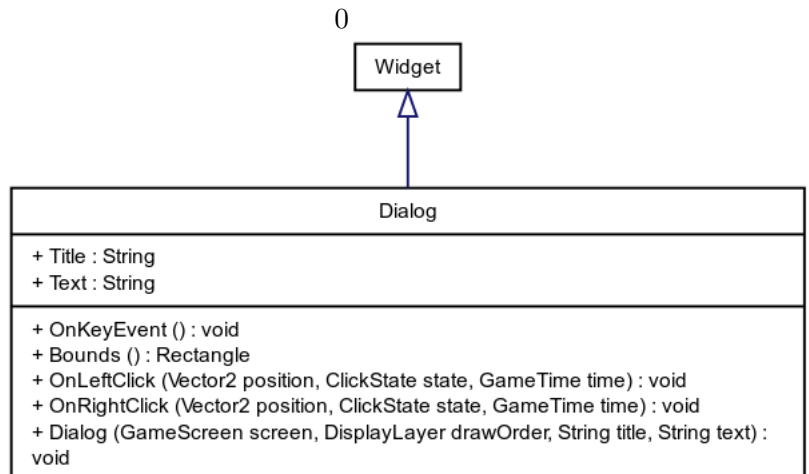 0
Widget
Dialog
+ Title : String
+ Text : String
+ OnKeyEvent () : void
+ Bounds () : Rectangle
+ OnLeftClick (Vector2 position, ClickState state, GameTime time) : void
+ OnRightClick (Vector2 position, ClickState state, GameTime time) : void
+ Dialog (GameScreen screen, DisplayLayer drawOrder, String title, String text) :
void